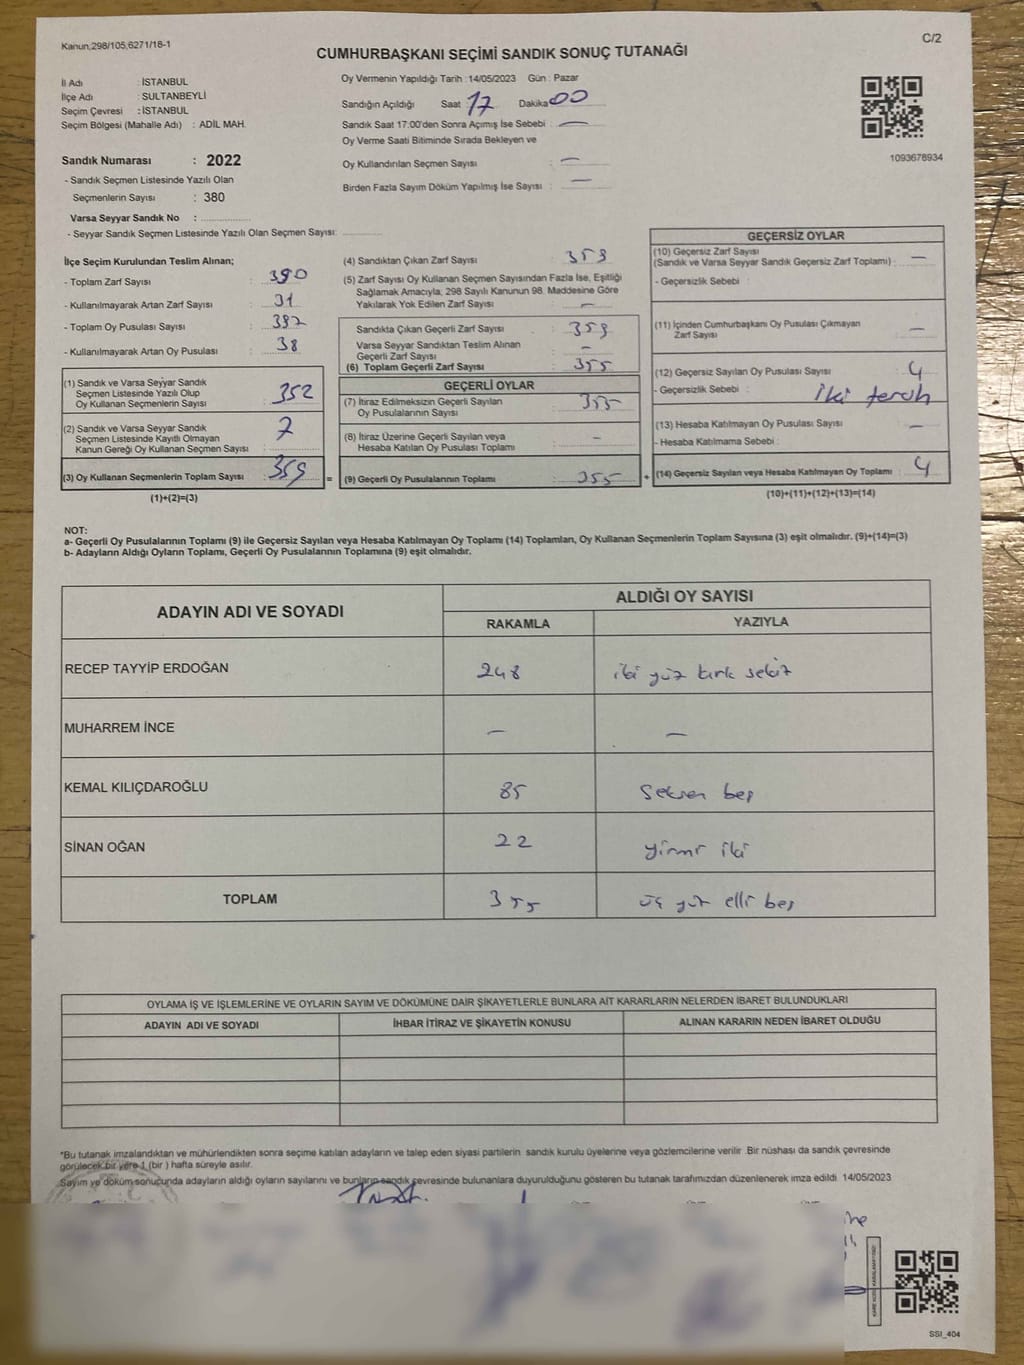 Kanun,298/105,6271/18-1
C/2
CUMHURBAŞKANI SEÇİMİ SANDIK SONUÇ TUTANAĞI
İl Adı : İSTANBUL
İlçe Adı : SULTANBEYLİ
Seçim Çevresi : İSTANBUL
Seçim Bölgesi (Mahalle Adı) : ADİL MAH.
Sandık Numarası : 2022
- Sandık Seçmen Listesinde Yazılı Olan
Seçmenlerin Sayısı : 380
Varsa Seyyar Sandık No :
- Seyyar Sandık Seçmen Listesinde Yazılı Olan Seçmen Sayısı:
Oy Vermenin Yapıldığı Tarih : 14/05/2023 Gün : Pazar
Sandığın Açıldığı Saat : 17 Dakika 00
Sandık Saat 17:00'den Sonra Açımış İse Sebebi : —
Oy Verme Saati Bitiminde Sırada Bekleyen ve
Oy Kullandırılan Seçmen Sayısı : —
Birden Fazla Sayım Döküm Yapılmış İse Sayısı : —
1093678934
İlçe Seçim Kurulundan Teslim Alınan;
- Toplam Zarf Sayısı : 390
- Kullanılmayarak Artan Zarf Sayısı : 31
- Toplam Oy Pusulası Sayısı : 397
- Kullanılmayarak Artan Oy Pusulası : 38
(1) Sandık ve Varsa Seyyar Sandık
Seçmen Listesinde Yazılı Olup
Oy Kullanan Seçmenlerin Sayısı : 352
(2) Sandık ve Varsa Seyyar Sandık
Seçmen Listesinde Kayıtlı Olmayan
Kanun Gereği Oy Kullanan Seçmen Sayısı : 7
(3) Oy Kullanan Seçmenlerin Toplam Sayısı : 359
(1)+(2)=(3)
(4) Sandıktan Çıkan Zarf Sayısı : 359
(5) Zarf Sayısı Oy Kullanan Seçmen Sayısından Fazla İse, Eşitliği
Sağlamak Amacıyla; 298 Sayılı Kanunun 98. Maddesine Göre
Yakılarak Yok Edilen Zarf Sayısı : —
Sandıkta Çıkan Geçerli Zarf Sayısı : 359
Varsa Seyyar Sandıktan Teslim Alınan
Geçerli Zarf Sayısı : —
(6) Toplam Geçerli Zarf Sayısı : 355
GEÇERLİ OYLAR
(7) İtiraz Edilmeksizin Geçerli Sayılan
Oy Pusulalarının Sayısı : 355
(8) İtiraz Üzerine Geçerli Sayılan veya
Hesaba Katılan Oy Pusulası Toplamı : —
= (9) Geçerli Oy Pusulalarının Toplamı : 355 +
GEÇERSİZ OYLAR
(10) Geçersiz Zarf Sayısı
(Sandık ve Varsa Seyyar Sandık Geçersiz Zarf Toplamı) : —
- Geçersizlik Sebebi :
(11) İçinden Cumhurbaşkanı Oy Pusulası Çıkmayan
Zarf Sayısı : —
(12) Geçersiz Sayılan Oy Pusulası Sayısı : 4
- Geçersizlik Sebebi : iki tercih
(13) Hesaba Katılmayan Oy Pusulası Sayısı : —
- Hesaba Katılmama Sebebi :
(14) Geçersiz Sayılan veya Hesaba Katılmayan Oy Toplamı : 4
(10)+(11)+(12)+(13)=(14)
NOT:
a- Geçerli Oy Pusulalarının Toplamı (9) ile Geçersiz Sayılan veya Hesaba Katılmayan Oy Toplamı (14) Toplamları, Oy Kullanan Seçmenlerin Toplam Sayısına (3) eşit olmalıdır. (9)+(14)=(3)
b- Adayların Aldığı Oyların Toplamı, Geçerli Oy Pusulalarının Toplamına (9) eşit olmalıdır.
ADAYIN ADI VE SOYADI ALDIĞI OY SAYISI
RAKAMLA YAZIYLA
RECEP TAYYİP ERDOĞAN 248 iki yüz kırk sekiz
MUHARREM İNCE — —
KEMAL KILIÇDAROĞLU 85 seksen beş
SİNAN OĞAN 22 yirmi iki
TOPLAM 355 üç yüz elli beş
OYLAMA İŞ VE İŞLEMLERİNE VE OYLARIN SAYIM VE DÖKÜMÜNE DAİR ŞİKAYETLERLE BUNLARA AİT KARARLARIN NELERDEN İBARET BULUNDUKLARI
ADAYIN ADI VE SOYADI İHBAR İTİRAZ VE ŞİKAYETİN KONUSU ALINAN KARARIN NEDEN İBARET OLDUĞU
*Bu tutanak imzalandıktan ve mühürlendikten sonra seçime katılan adayların ve talep eden siyasi partilerin sandık kurulu üyelerine veya gözlemcilerine verilir. Bir nüshası da sandık çevresinde
görülecek bir yere 1 (bir ) hafta süreyle asılır.
Sayım ve döküm sonucunda adayların aldığı oyların sayılarını ve bunların sandık çevresinde bulunanlara duyurulduğunu gösteren bu tutanak tarafımızdan düzenlenerek imza edildi 14/05/2023
SSI_404